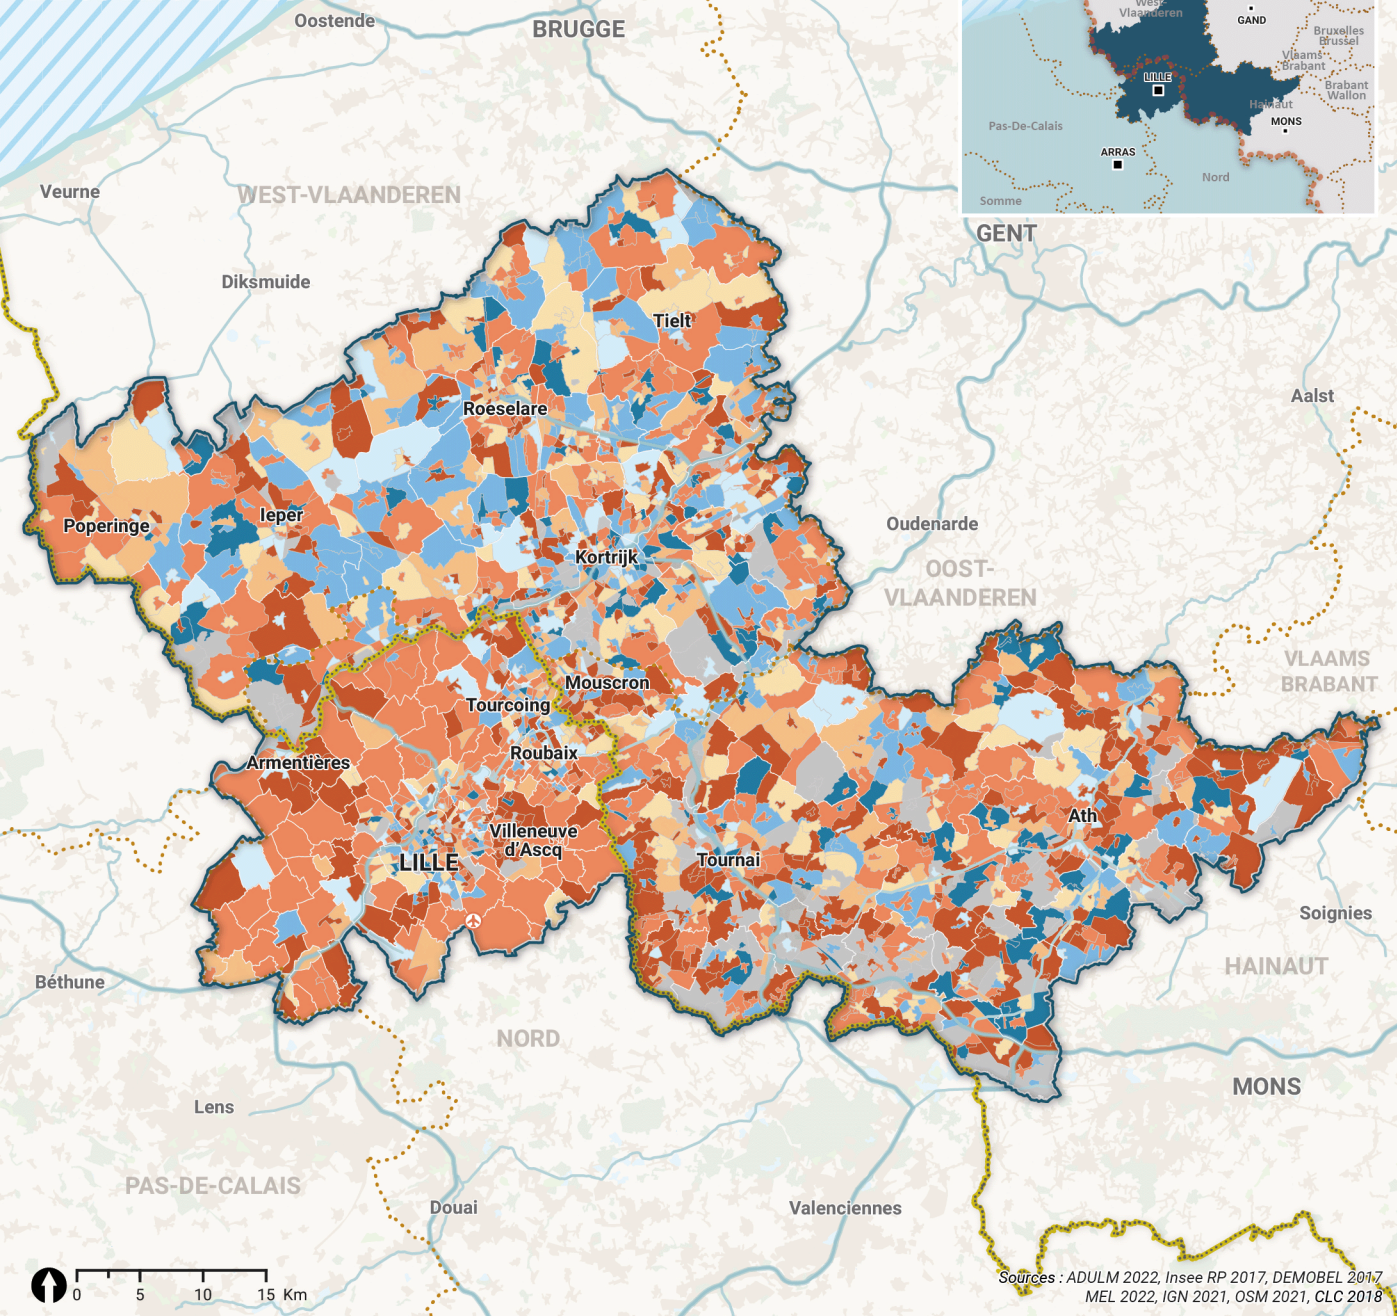 Oostende
BRUGGE
West-
Vlaanderen
GAND
Bruxelles
Brussel
Vlaams
Brabant
LILLE
Brabant
Wallon
Hainaut
MONS
Pas-De-Calais
ARRAS
Nord
Somme
Veurne
WEST-VLAANDEREN
GENT
Diksmuide
Tielt
Aalst
Roeselare
Poperinge
Ieper
Oudenarde
Kortrijk
OOST-
VLAANDEREN
VLAAMS
BRABANT
Mouscron
Tourcoing
Roubaix
Armentières
Ath
Villeneuve
d'Ascq
LILLE
Tournai
Soignies
HAINAUT
Béthune
NORD
MONS
Lens
PAS-DE-CALAIS
Douai
Valenciennes
0 5 10 15 Km
Sources : ADULM 2022, Insee RP 2017, DEMOBEL 2017
MEL 2022, IGN 2021, OSM 2021, CLC 2018